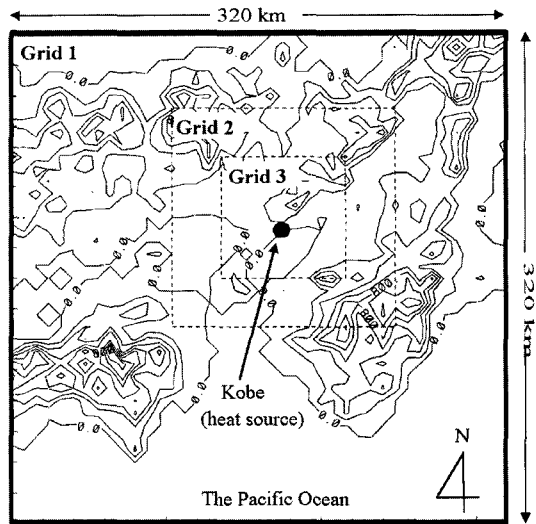 320 km
Grid 1
Grid 2
Grid 3
320 km
Kobe
(heat source)
N
The Pacific Ocean